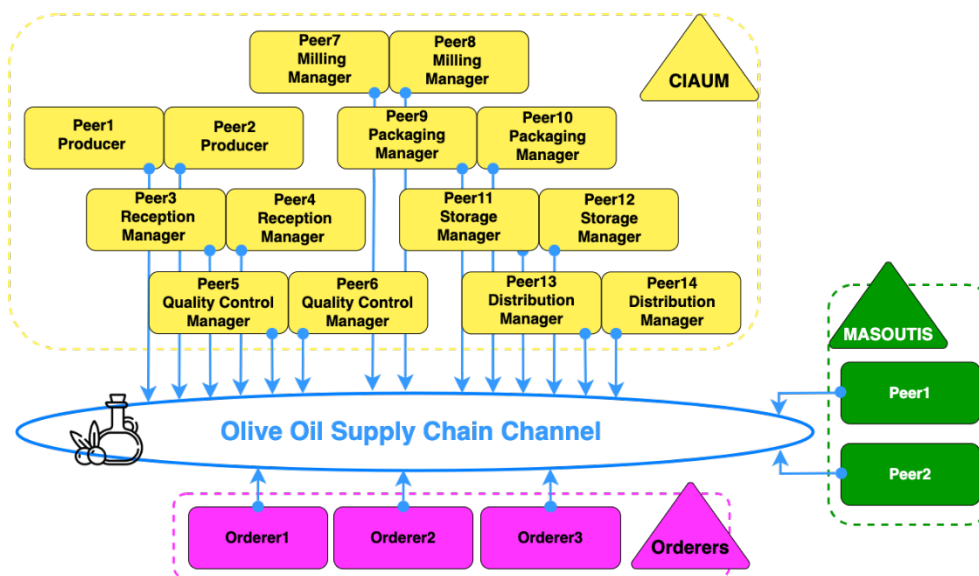 Peer7
Milling
Manager
Peer8
Milling
Manager
CIAUM
Peer1
Producer
Peer2
Producer
Peer9
Packaging
Manager
Peer10
Packaging
Manager
Peer3
Reception
Manager
Peer4
Reception
Manager
Peer11
Storage
Manager
Peer12
Storage
Manager
Peer5
Quality Control
Manager
Peer6
Quality Control
Manager
Peer13
Distribution
Manager
Peer14
Distribution
Manager
MASOUTIS
Peer1
Peer2
Olive Oil Supply Chain Channel
Orderer1
Orderer2
Orderer3
Orderers